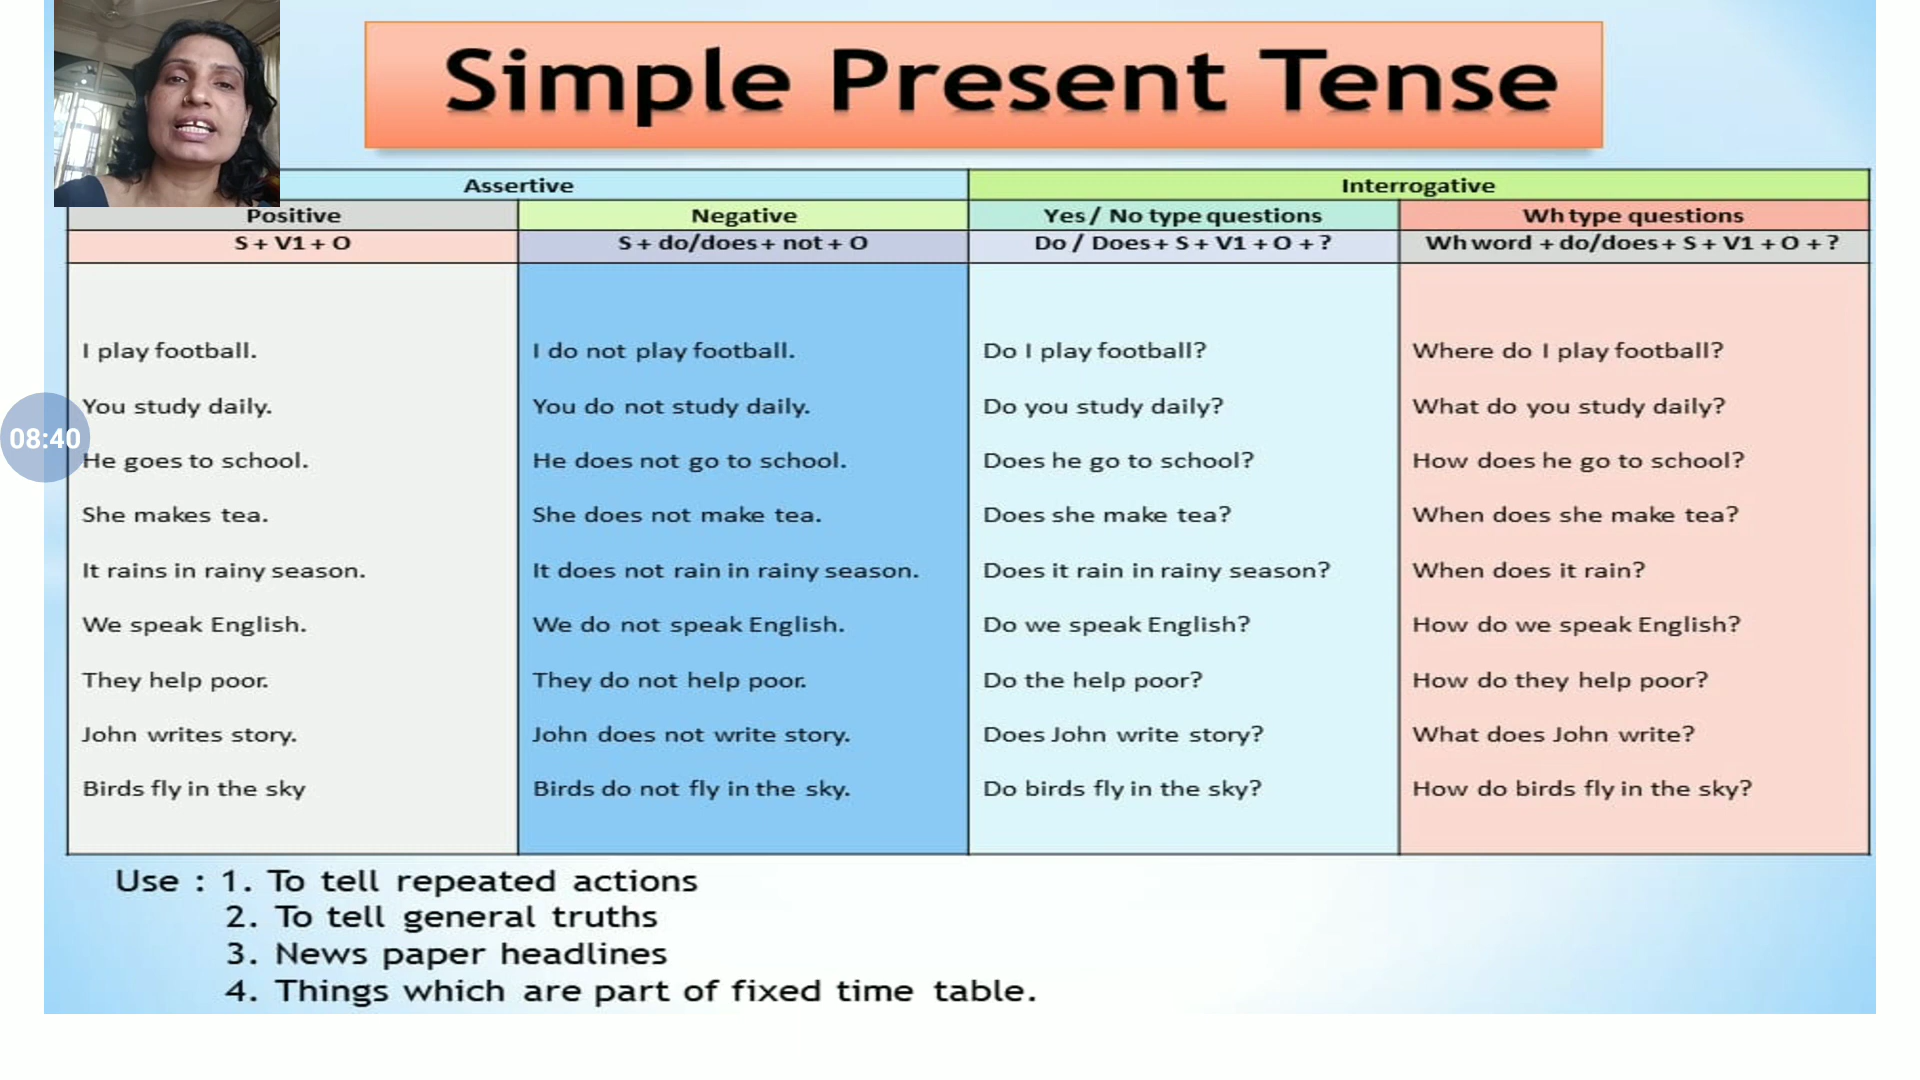 Simple Present Tense
Assertive
Interrogative
Positive
Negative
Yes / No type questions
Wh type questions
S + V1 + O
S + do/does + not + O
Do / Does + S + V1 + O + ?
Wh word + do/does + S + V1 + O + ?
I play football.
I do not play football.
Do I play football?
Where do I play football?
You study daily.
You do not study daily.
Do you study daily?
What do you study daily?
08:40
He goes to school.
He does not go to school.
Does he go to school?
How does he go to school?
She makes tea.
She does not make tea.
Does she make tea?
When does she make tea?
It rains in rainy season.
It does not rain in rainy season.
Does it rain in rainy season?
When does it rain?
We speak English.
We do not speak English.
Do we speak English?
How do we speak English?
They help poor.
They do not help poor.
Do the help poor?
How do they help poor?
John writes story.
John does not write story.
Does John write story?
What does John write?
Birds fly in the sky
Birds do not fly in the sky.
Do birds fly in the sky?
How do birds fly in the sky?
Use : 1. To tell repeated actions
2. To tell general truths
3. News paper headlines
4. Things which are part of fixed time table.